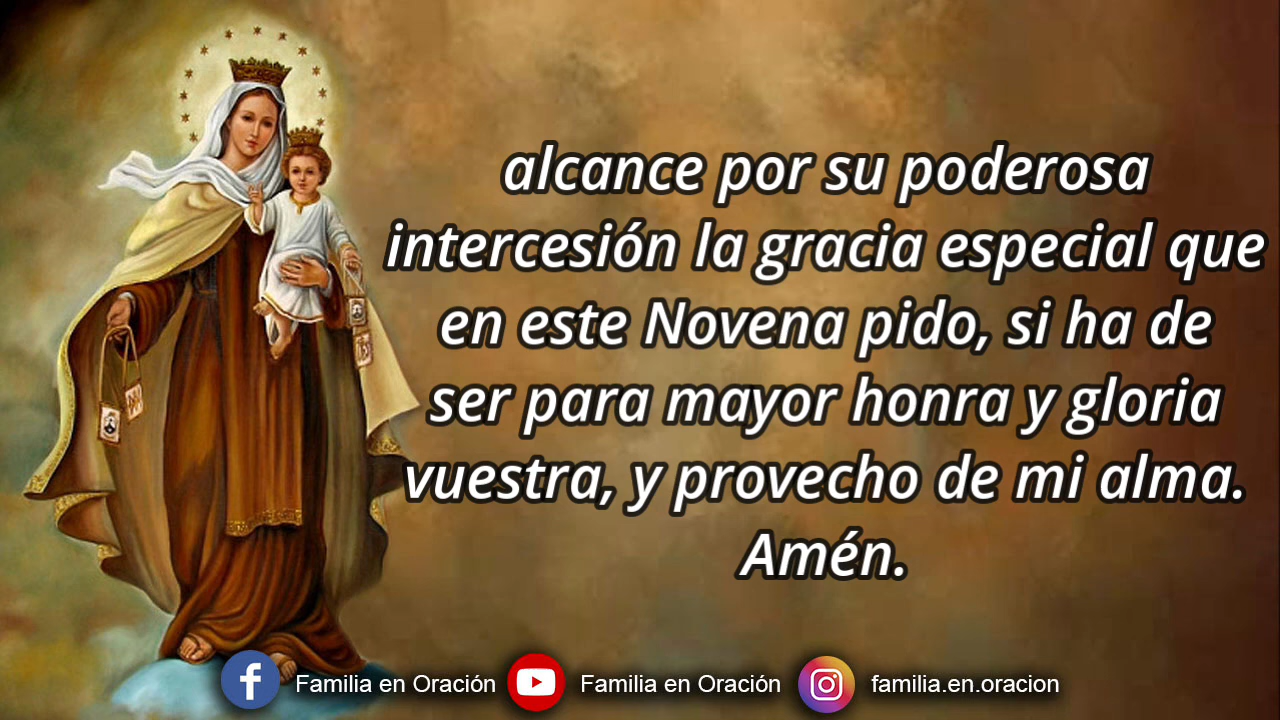 alcance por su poderosa
intercesión la gracia especial que
en este Novena pido, si ha de
ser para mayor honra y gloria
vuestra, y provecho de mi alma.
Amén.
f Familia en Oración Familia en Oración familia.en.oracion